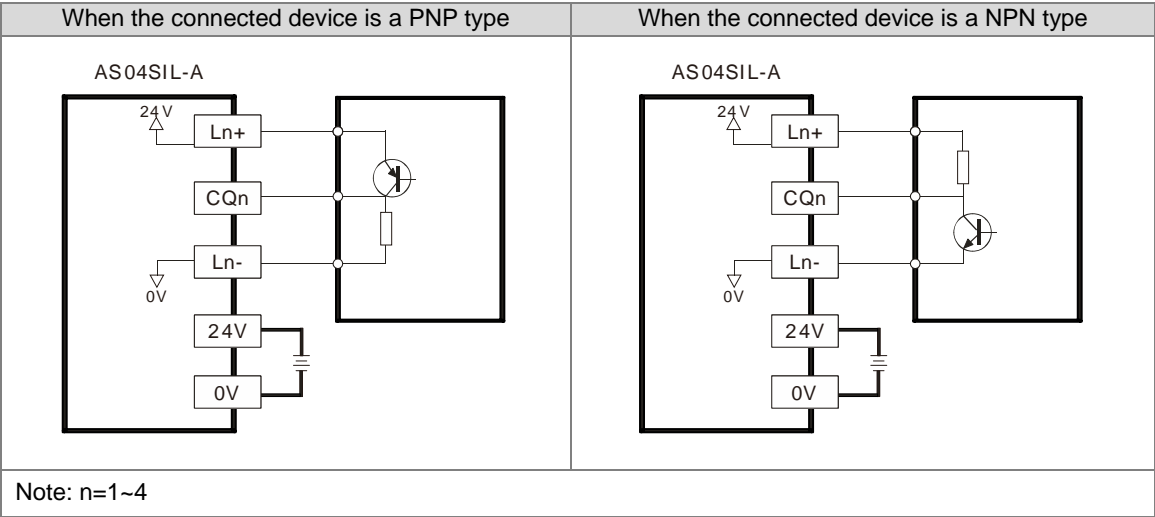 When the connected device is a PNP type
When the connected device is a NPN type
AS04SIL-A
24V
Ln+
CQn
Ln-
0V
24V
0V
AS04SIL-A
24V
Ln+
CQn
Ln-
0V
24V
0V
Note: n=1~4